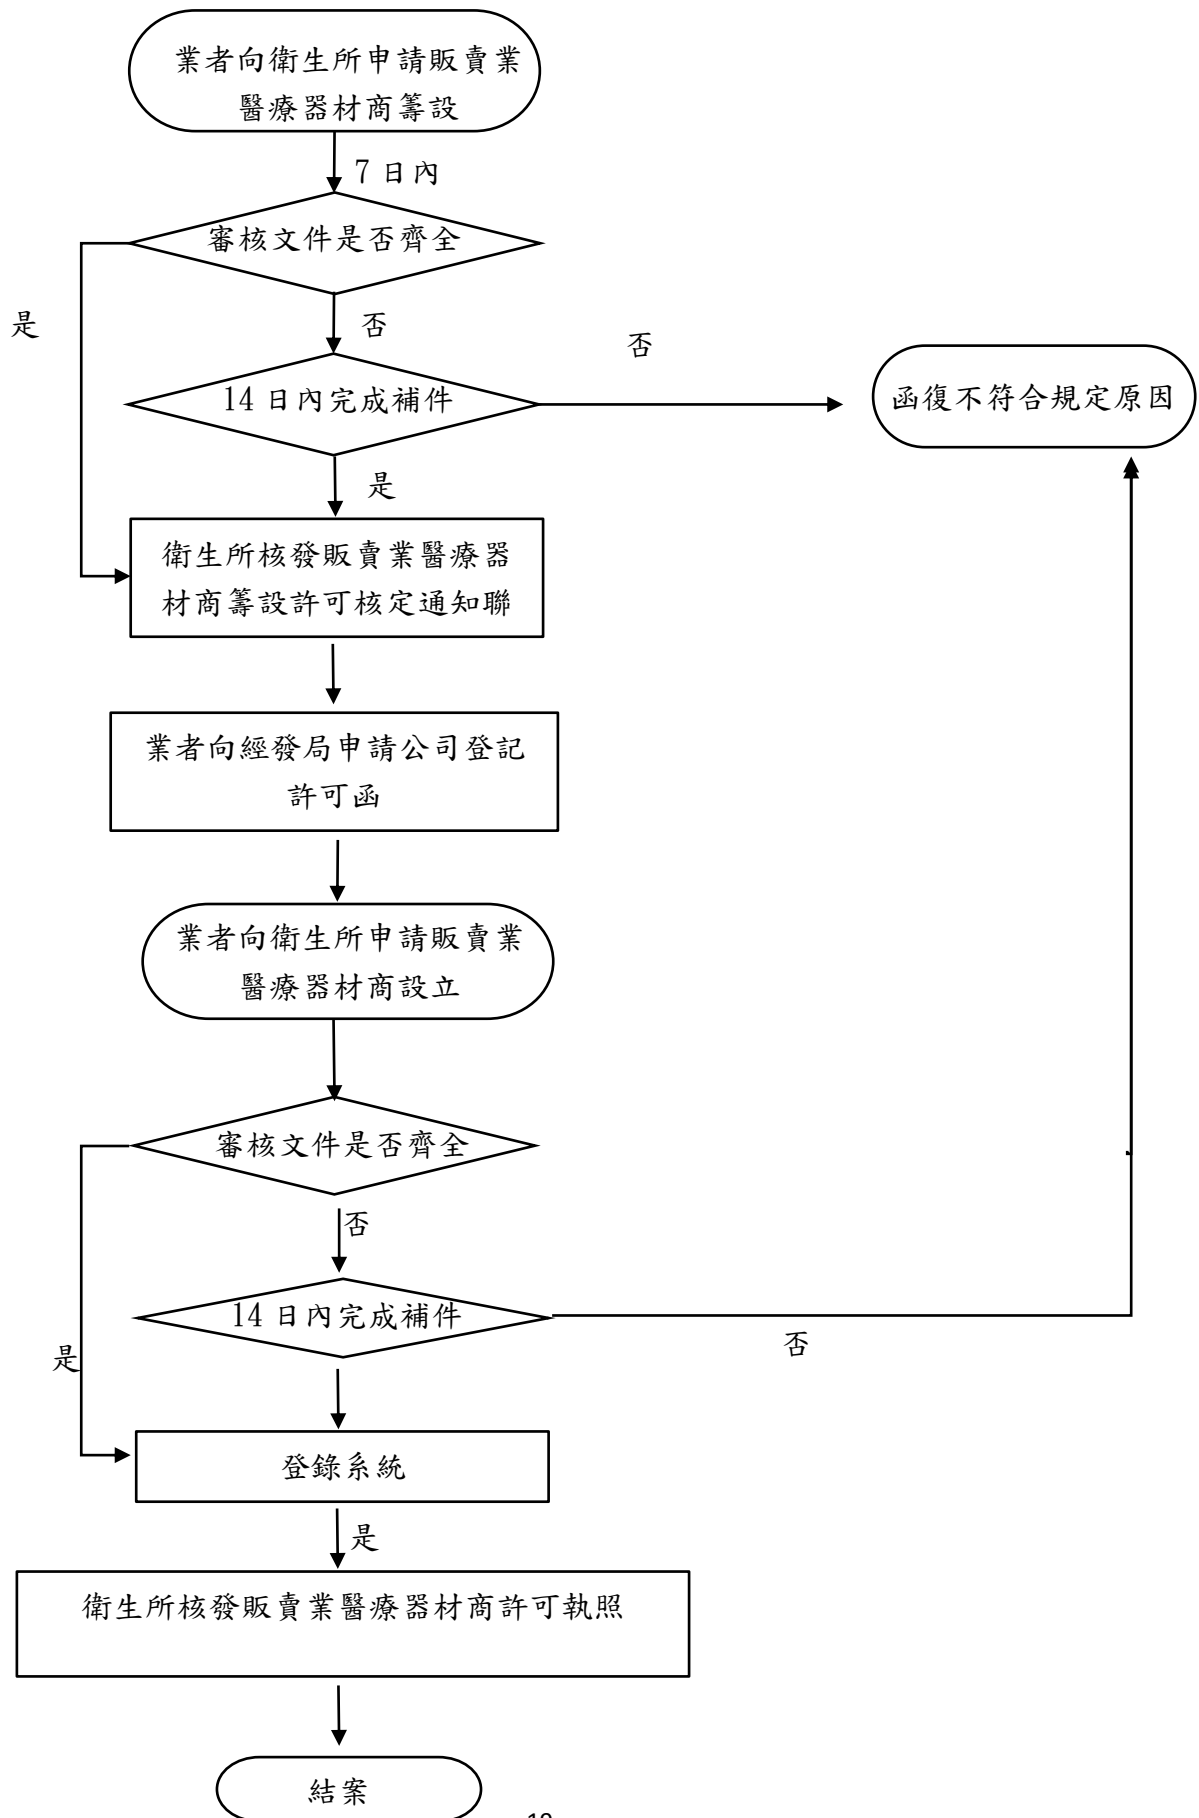 業者向衛生所申請販賣業
醫療器材商籌設
7 日內
審核文件是否齊全
是
否
否
14 日內完成補件
函復不符合規定原因
是
衛生所核發販賣業醫療器
材商籌設許可核定通知聯
業者向經發局申請公司登記
許可函
業者向衛生所申請販賣業
醫療器材商設立
審核文件是否齊全
否
14 日內完成補件
否
是
登錄系統
是
衛生所核發販賣業醫療器材商許可執照
結案